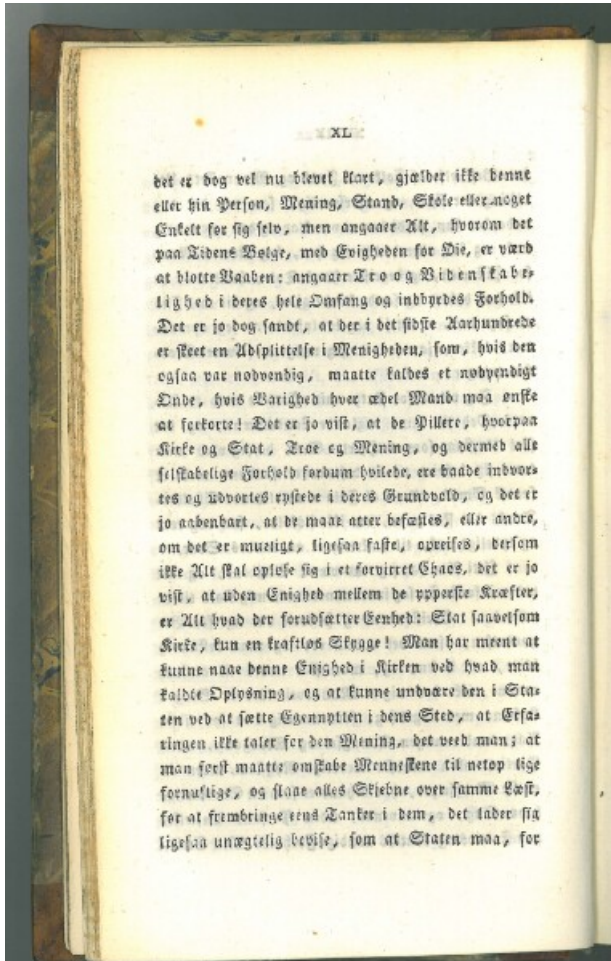 XL
det er dog vel nu blevet klart, gjælder ikke denne
eller hin Person, Mening, Stand, Skole eller noget
Enkelt for sig selv, men angaaer Alt, hvorom det
paa Tidens Bølge, med Evigheden for Øie, er værd
at blotte Vaaben: angaaer Tro og Videnskabe-
lighed i deres hele Omfang og indbyrdes Forhold.
Det er jo dog sandt, at der i det sidste Aarhundrede
er skeet en Adsplittelse i Menigheden, som, hvis den
ogsaa var nødvendig, maatte kaldes et nødvendigt
Onde, hvis Varighed hver ædel Mand maa ønske
at forkorte! Det er jo vist, at de Pillere, hvorpaa
Kirke og Stat, Troe og Mening, og dermed alle
selskabelige Forhold fordum hvilede, ere baade indvor-
tes og udvortes rystede i deres Grundvold, og det er
jo aabenbart, at de maae atter befæstes, eller andre,
om det er mueligt, ligesaa faste, opreises, dersom
ikke Alt skal opløse sig i et forvirret Chaos, det er jo
vist, at uden Enighed mellem de ypperste Kræfter,
er Alt hvad der forudsætter Eenhed: Stat saavelsom
Kirke, kun en kraftløs Skygge! Man har meent at
kunne naae denne Enighed i Kirken ved hvad man
kaldte Oplysning, og at kunne undvære den i Sta-
ten ved at sætte Egennytten i dens Sted, at Erfa-
ringen ikke taler for den Mening, det veed man; at
man først maatte omskabe Menneskene til netop lige
fornuftige, og slaae alles Skjebne over samme Læst,
for at frembringe eens Tanker i dem, det lader sig
ligesaa unægtelig bevise, som at Staten maa, for